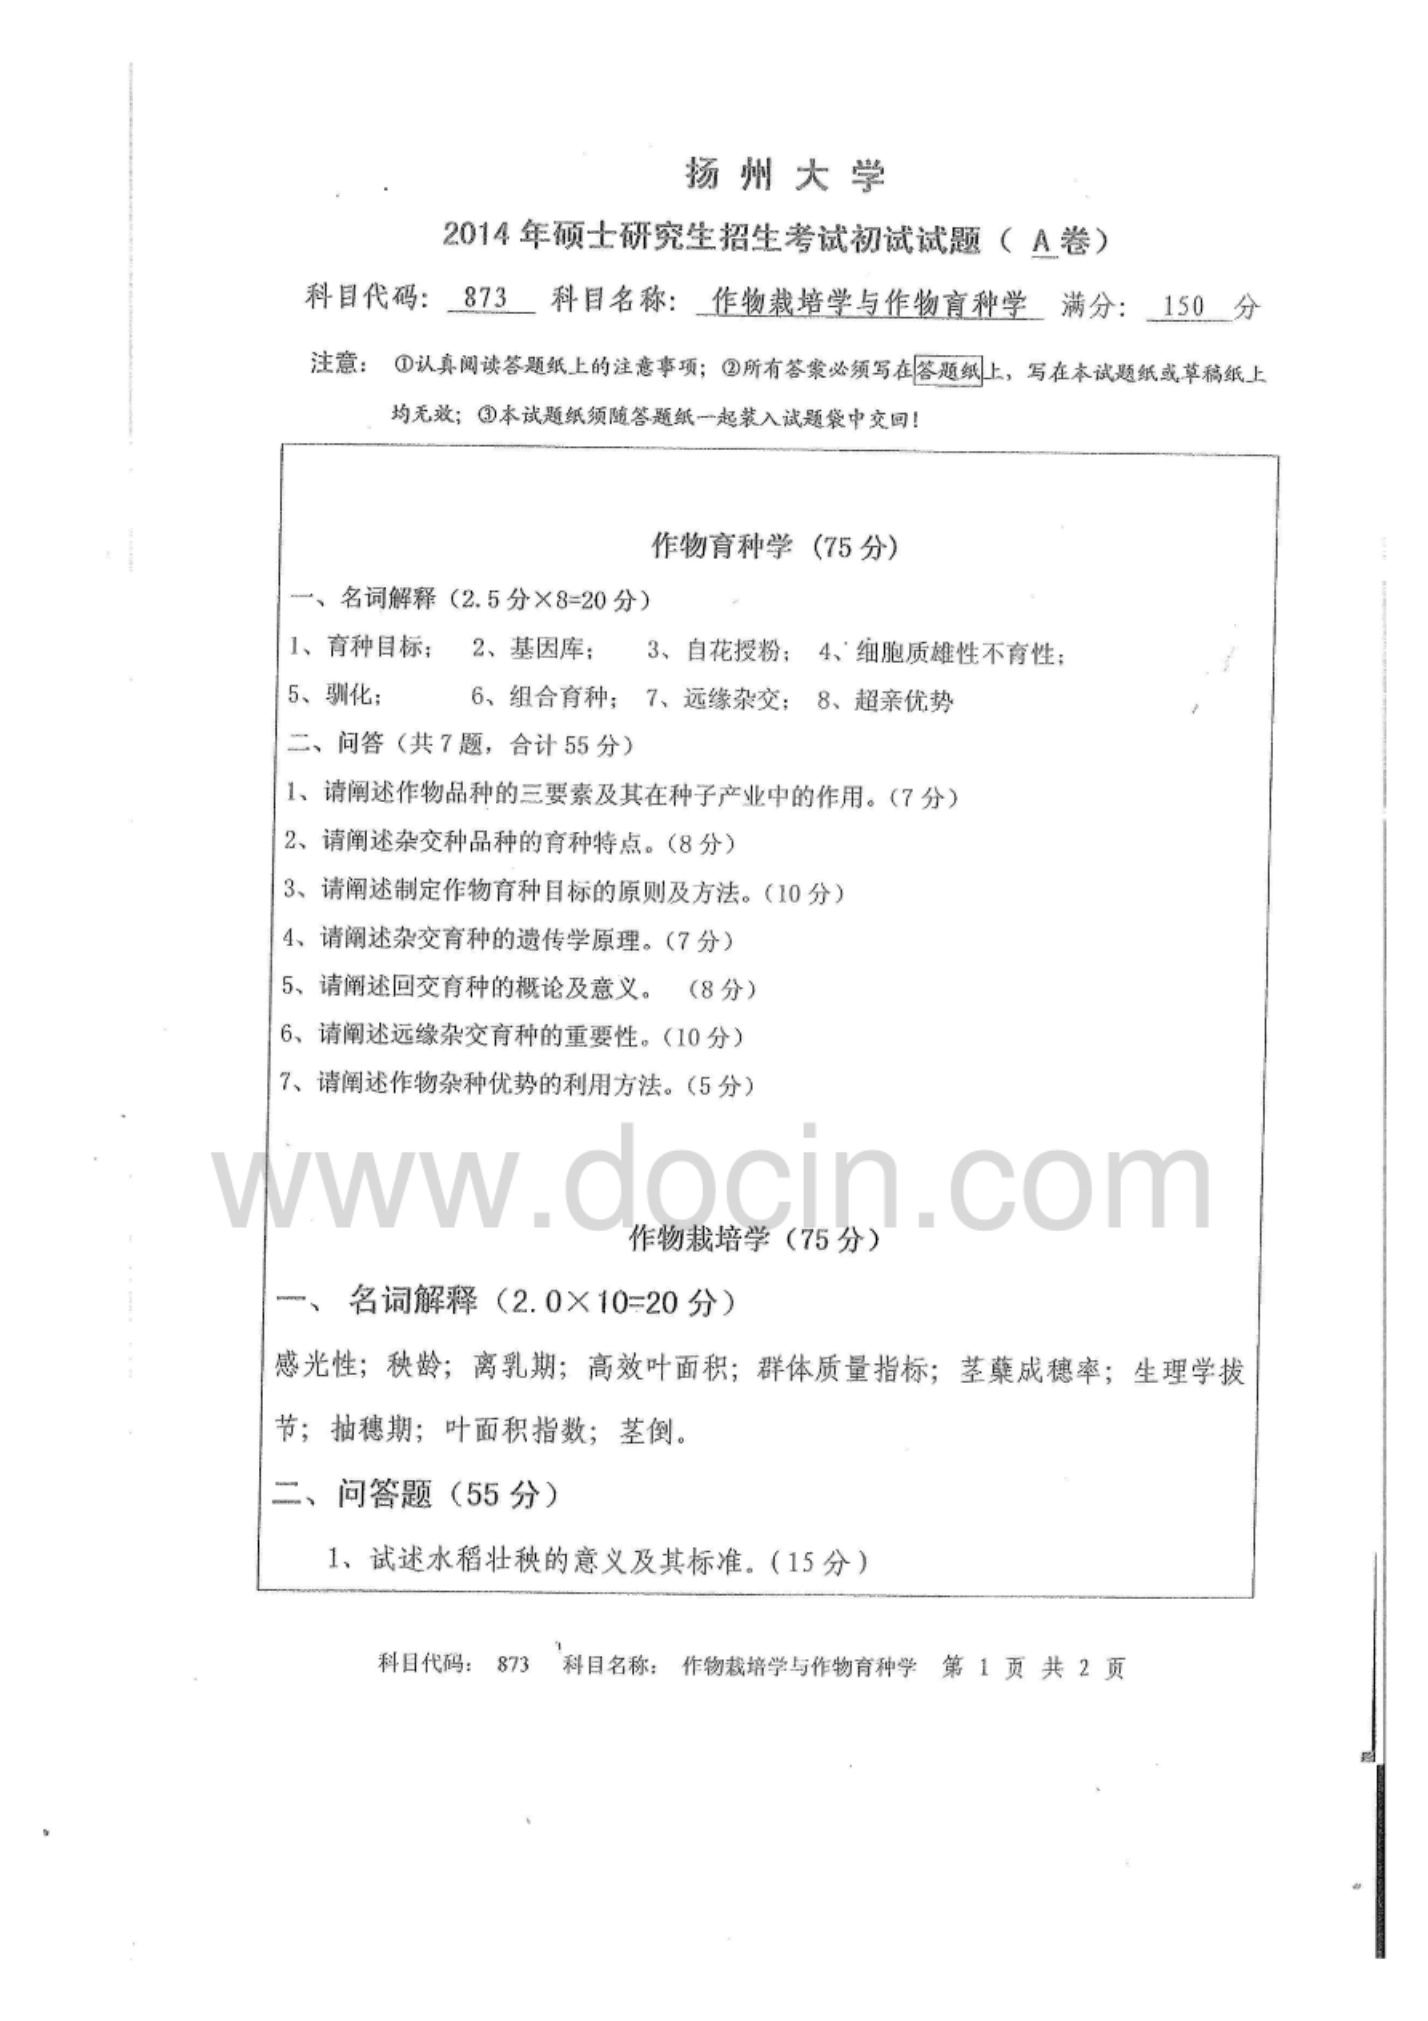 扬州大学
2014年硕士研究生招生考试初试试题（ A 卷）
科目代码： 873 科目名称： 作物栽培学与作物育种学 满分： 150 分
注意： ①认真阅读答题纸上的注意事项；②所有答案必须写在答题纸上，写在本试题纸或草稿纸上
均无效；③本试题纸须随答题纸一起装入试题袋中交回！
作物育种学 (75 分)
一、名词解释（2.5 分×8=20 分）
1、育种目标； 2、基因库； 3、自花授粉； 4、细胞质雄性不育性；
5、驯化； 6、组合育种； 7、远缘杂交； 8、超亲优势
二、问答（共 7 题，合计 55 分）
1、请阐述作物品种的三要素及其在种子产业中的作用。（7 分）
2、请阐述杂交种品种的育种特点。（8 分）
3、请阐述制定作物育种目标的原则及方法。（10 分）
4、请阐述杂交育种的遗传学原理。（7 分）
5、请阐述回交育种的概论及意义。 （8 分）
6、请阐述远缘杂交育种的重要性。（10 分）
7、请阐述作物杂种优势的利用方法。（5 分）
www.docin.com
作物栽培学（75 分）
一、 名词解释（2.0×10=20 分）
感光性；秧龄；离乳期；高效叶面积；群体质量指标；茎蘖成穗率；生理学拔
节；抽穗期；叶面积指数；茎倒。
二、问答题（55 分）
1、试述水稻壮秧的意义及其标准。（15 分）
科目代码： 873 科目名称： 作物栽培学与作物育种学 第 1 页 共 2 页